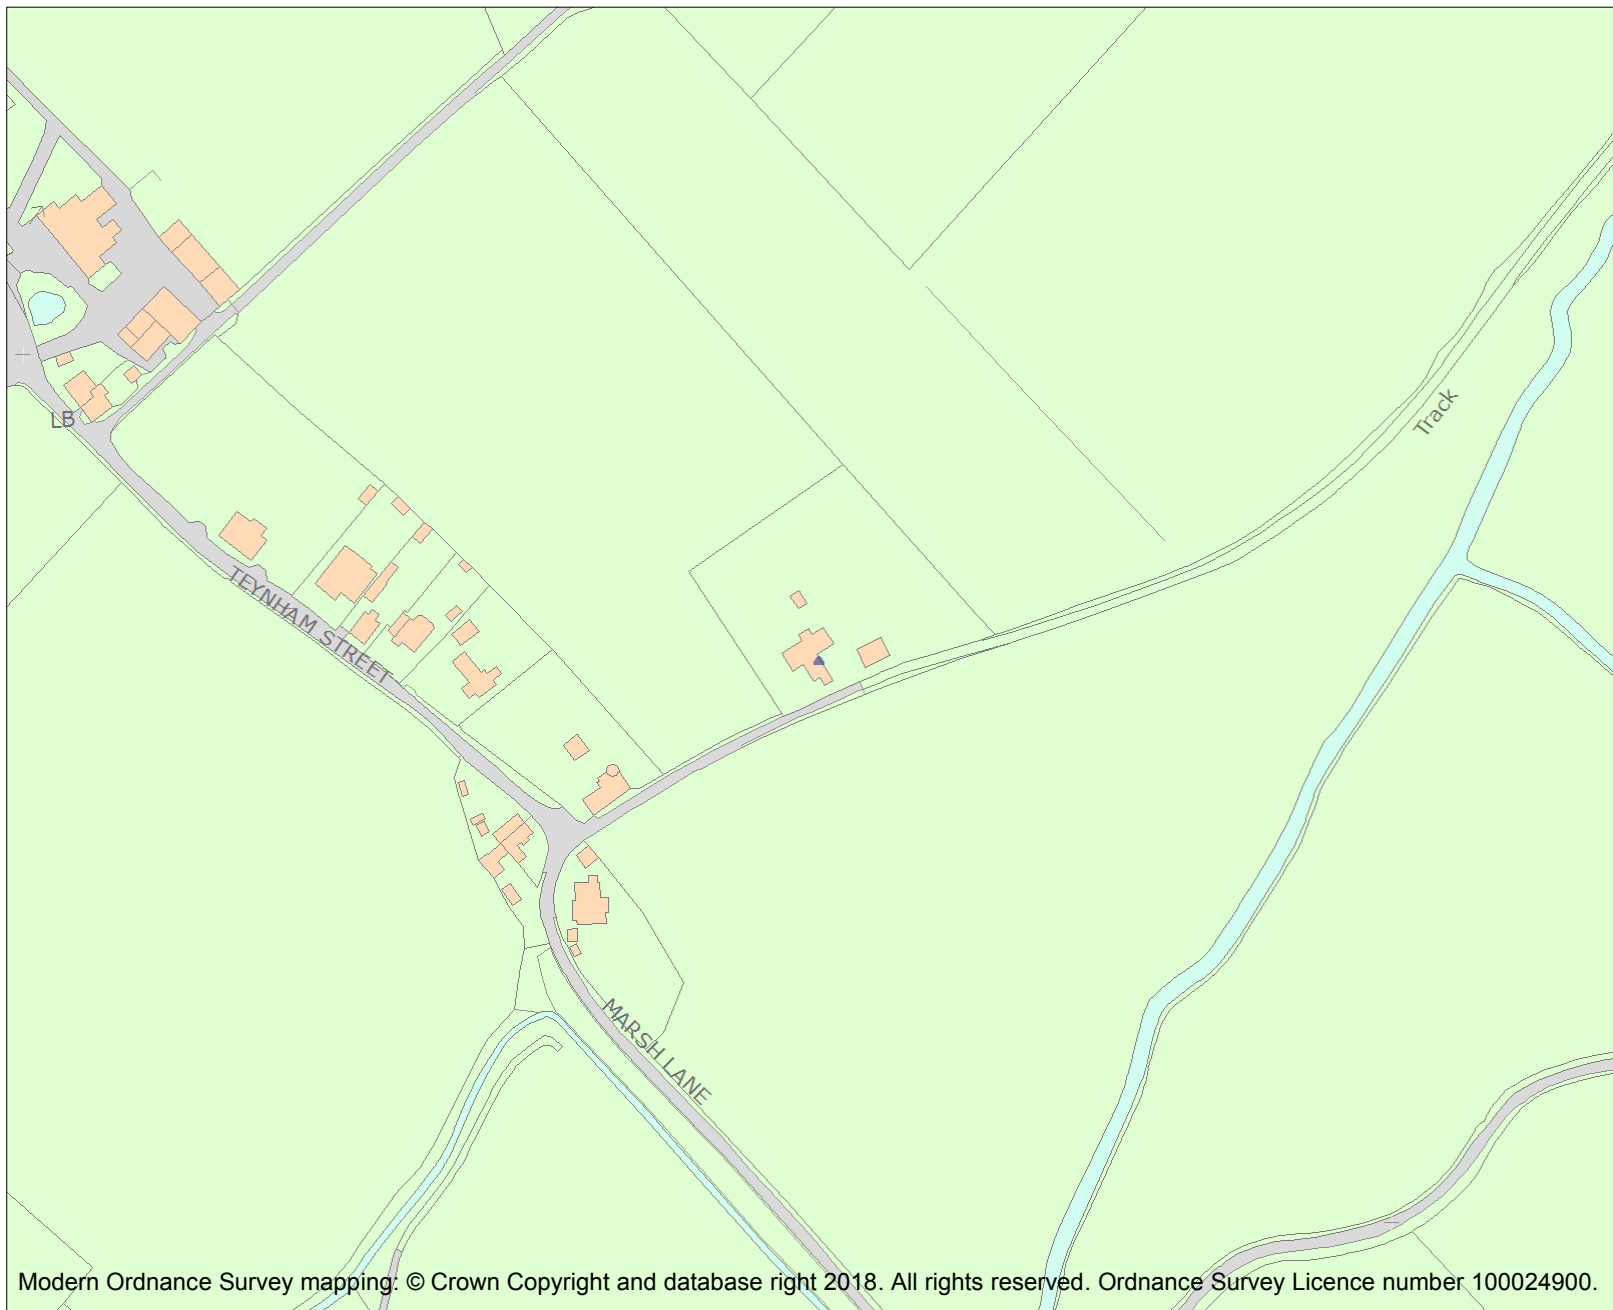 Track
LB
TEYNHAM STREET
MARSH LANE
Modern Ordnance Survey mapping: © Crown Copyright and database right 2018. All rights reserved. Ordnance Survey Licence number 100024900.